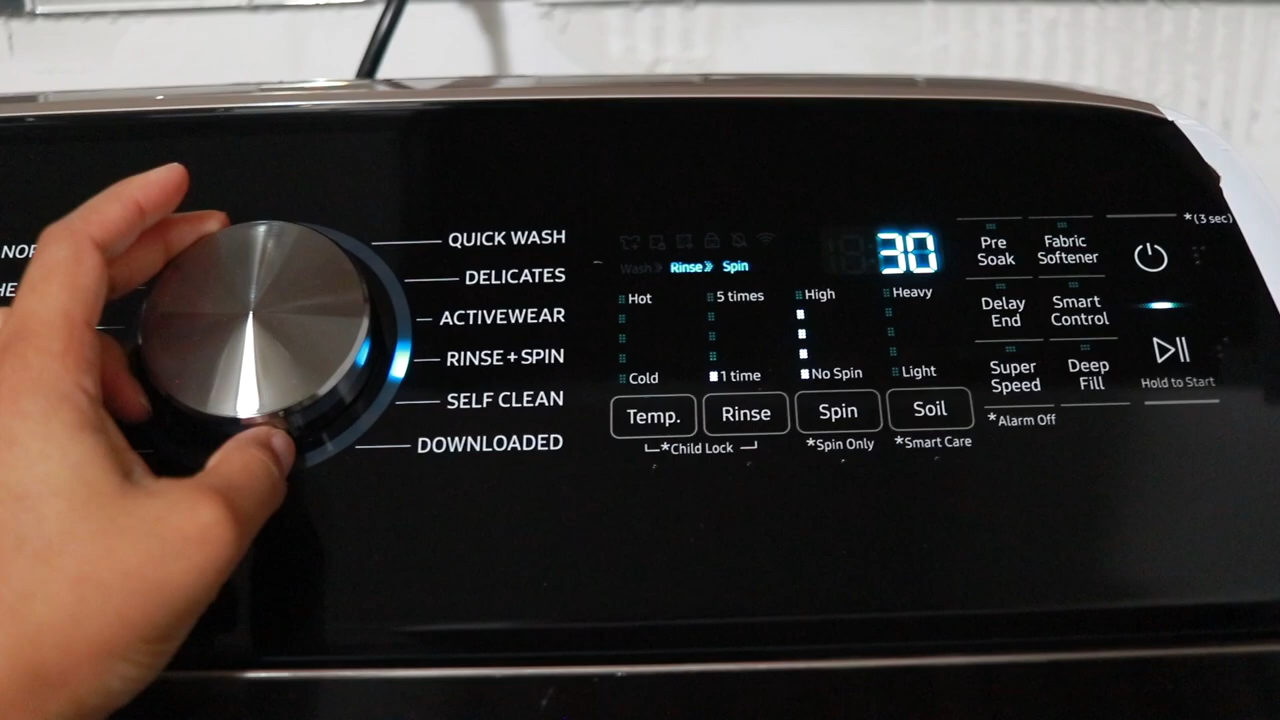 NOR
HE
QUICK WASH
DELICATES
ACTIVEWEAR
RINSE + SPIN
SELF CLEAN
DOWNLOADED
Wash Rinse Spin
30
Hot
5 times
High
Heavy
Cold
1 time
No Spin
Light
Temp.
Rinse
Spin
Soil
*Child Lock
*Spin Only
*Smart Care
Pre Soak
Fabric Softener
Delay End
Smart Control
Super Speed
Deep Fill
*Alarm Off
*(3 sec)
Hold to Start